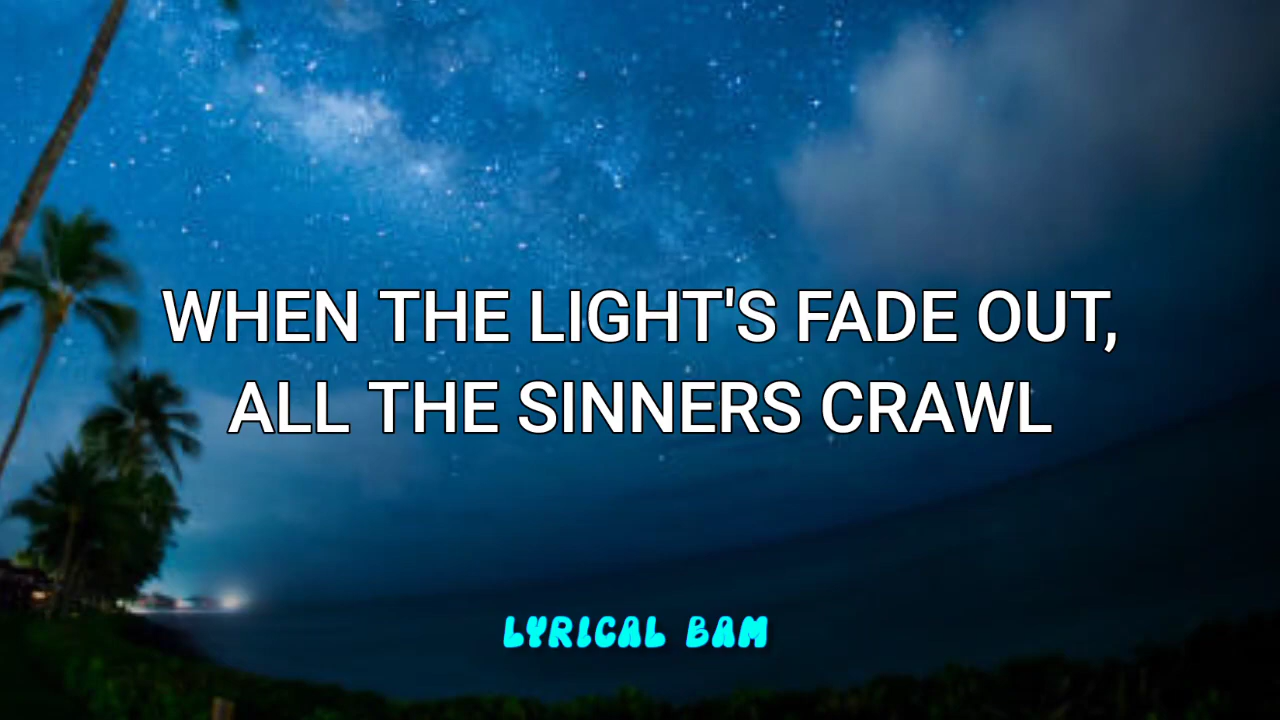 WHEN THE LIGHT'S FADE OUT,
ALL THE SINNERS CRAWL
LYRICAL BAM